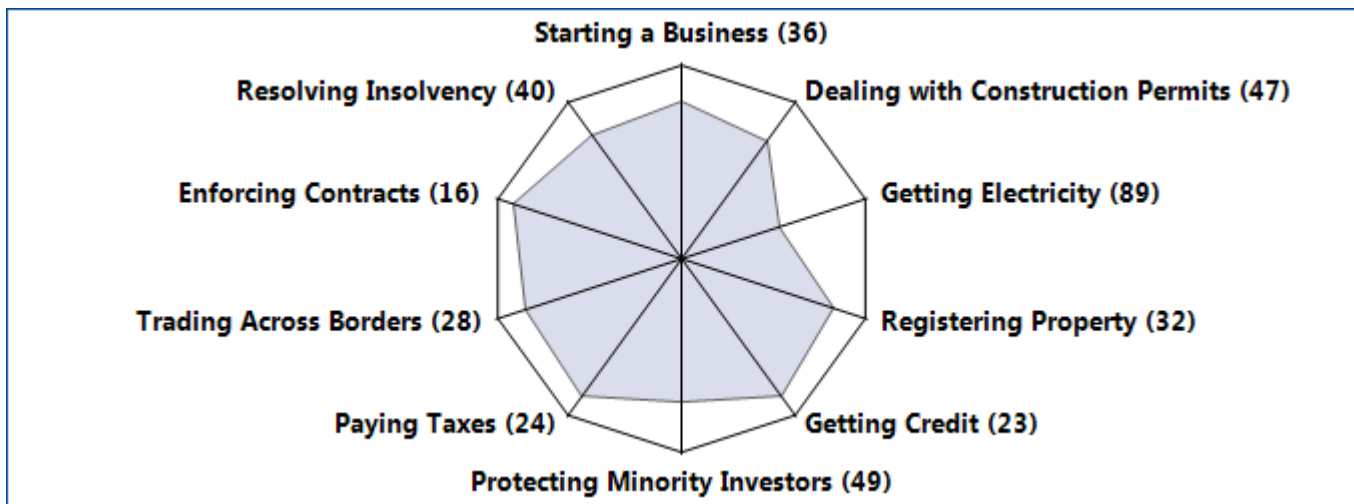 Starting a Business (36)
Resolving Insolvency (40)
Dealing with Construction Permits (47)
Enforcing Contracts (16)
Getting Electricity (89)
Trading Across Borders (28)
Registering Property (32)
Paying Taxes (24)
Getting Credit (23)
Protecting Minority Investors (49)